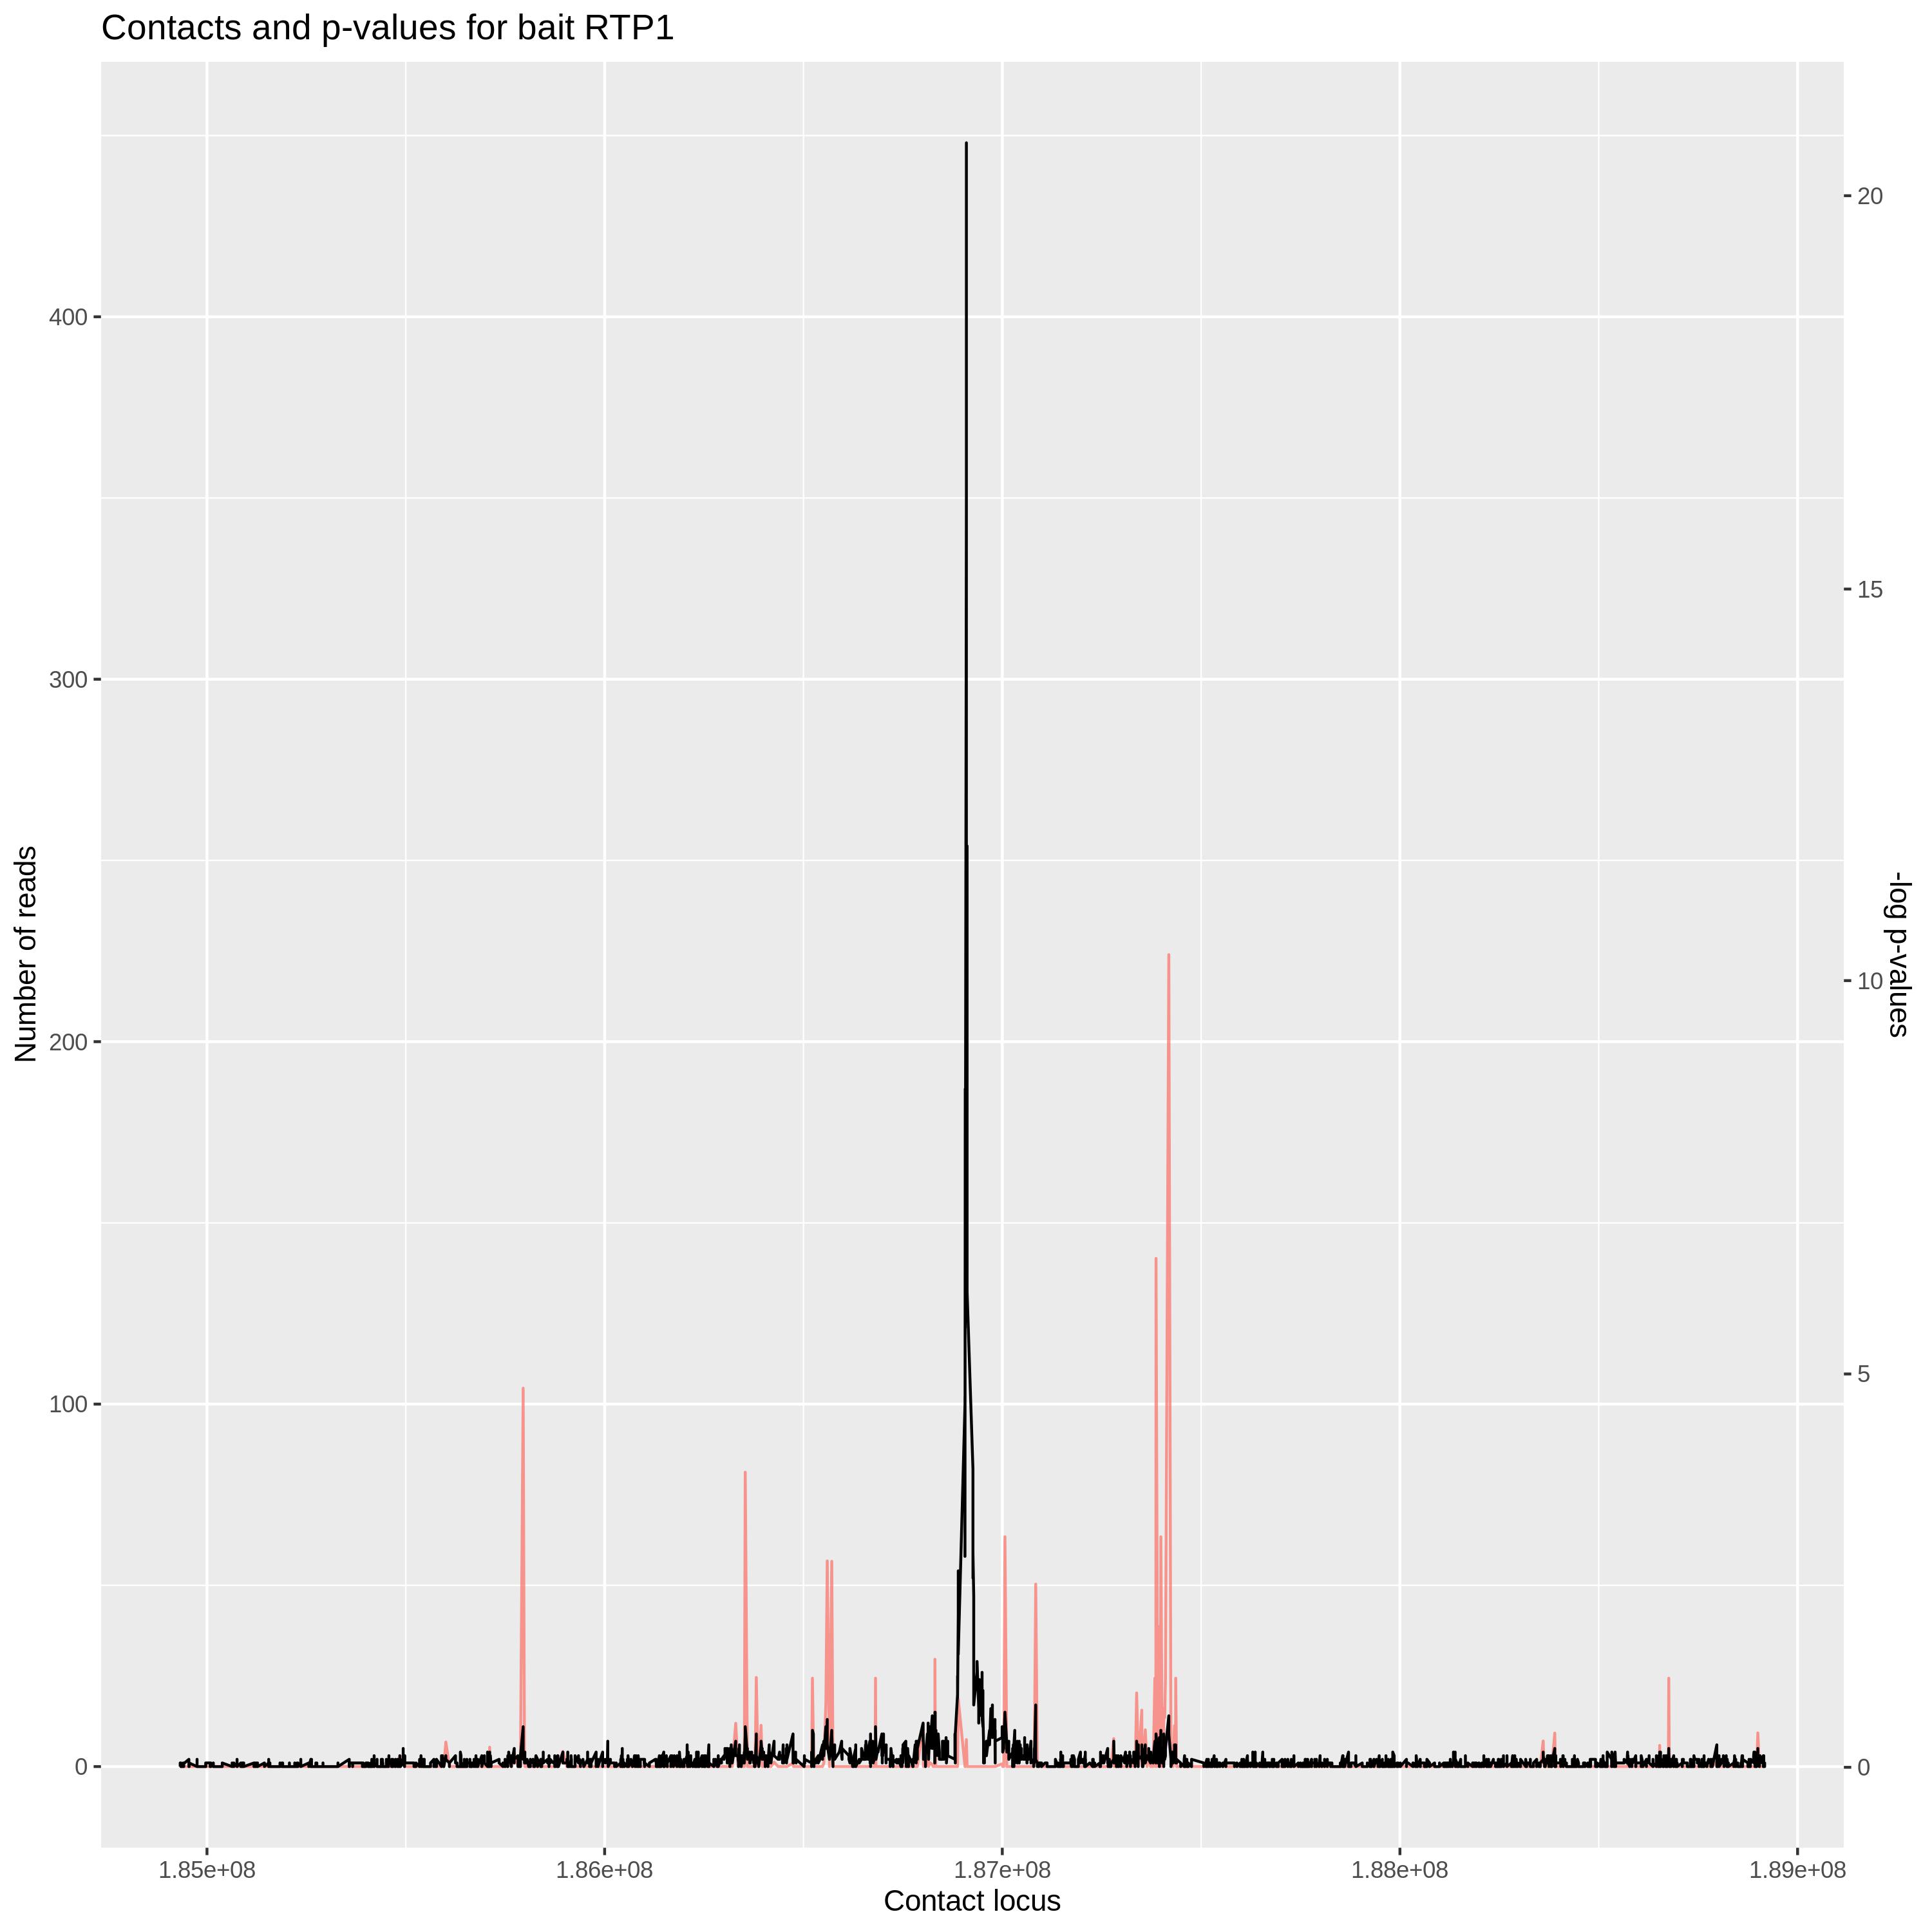 Contacts and p-values for bait RTP1
Number of reads
400
300
200
100
0
20
15
10
5
0
-log p-values
1.85e+08
1.86e+08
1.87e+08
1.88e+08
1.89e+08
Contact locus